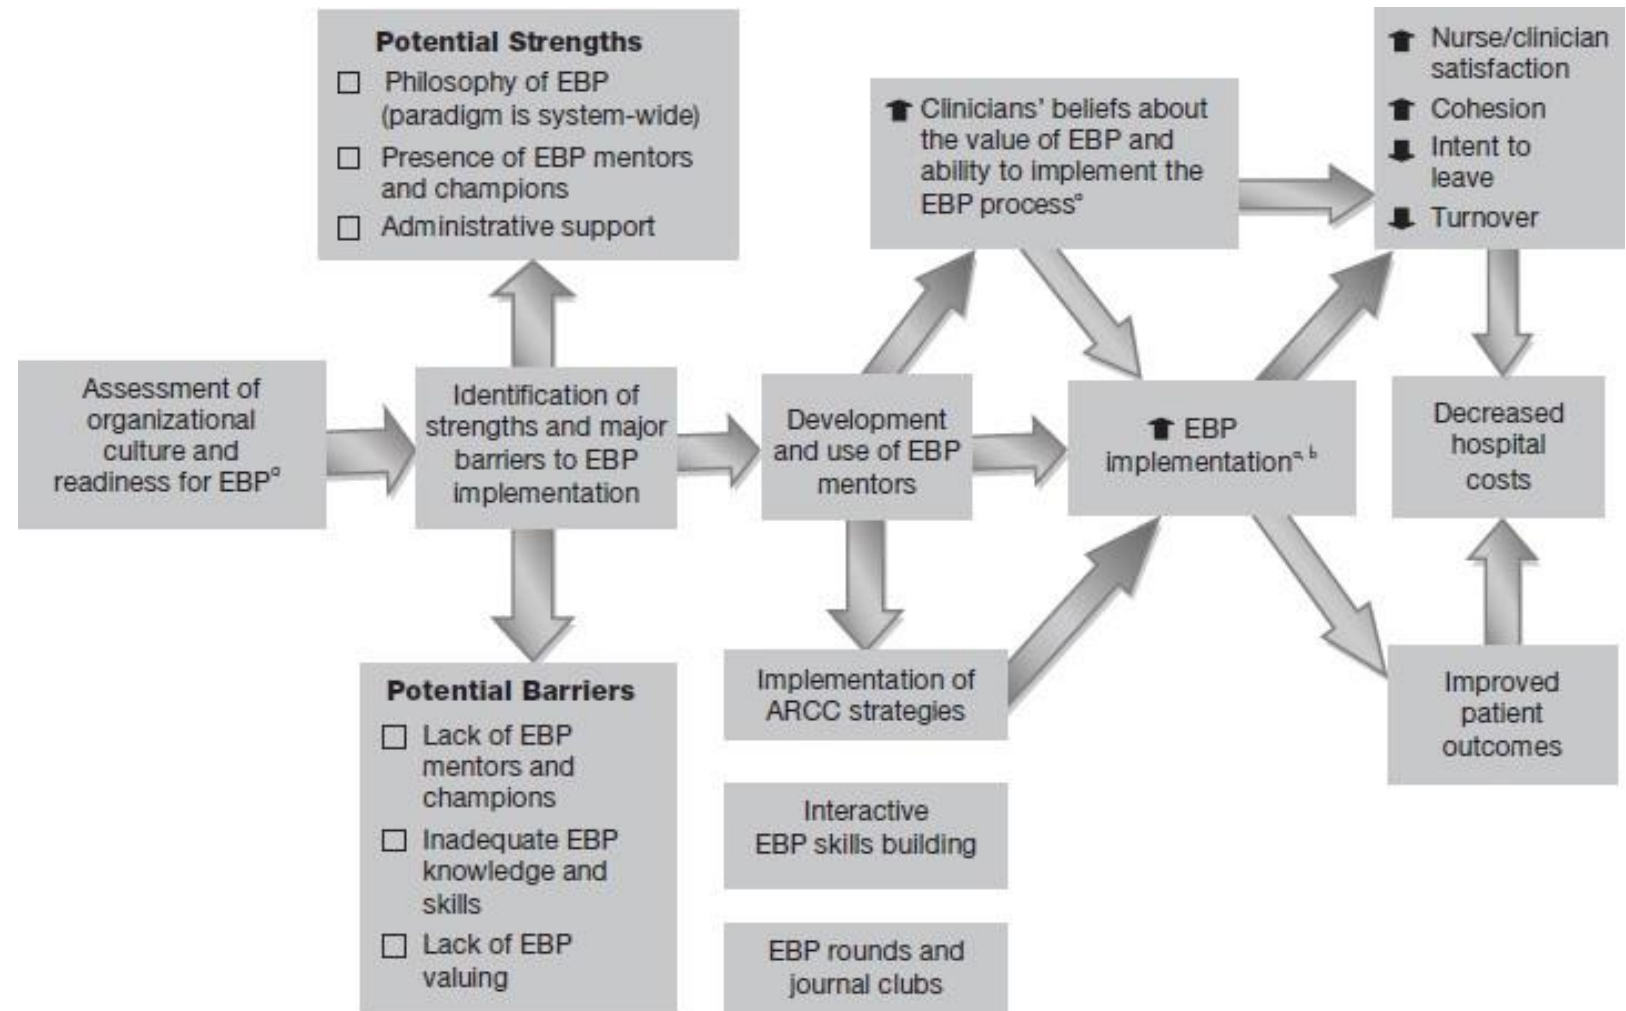 Potential Strengths
☐ Philosophy of EBP
(paradigm is system-wide)
☐ Presence of EBP mentors
and champions
☐ Administrative support
Assessment of
organizational
culture and
readiness for EBPᵃ
Identification of
strengths and major
barriers to EBP
implementation
Potential Barriers
☐ Lack of EBP
mentors and
champions
☐ Inadequate EBP
knowledge and
skills
☐ Lack of EBP
valuing
Development
and use of EBP
mentors
Implementation of
ARCC strategies
Interactive
EBP skills building
EBP rounds and
journal clubs
⬆ Clinicians’ beliefs about
the value of EBP and
ability to implement the
EBP processᵃ
⬆ EBP
implementationᵃ, ᵇ
⬆ Nurse/clinician
satisfaction
⬆ Cohesion
⬇ Intent to
leave
⬇ Turnover
Decreased
hospital
costs
Improved
patient
outcomes